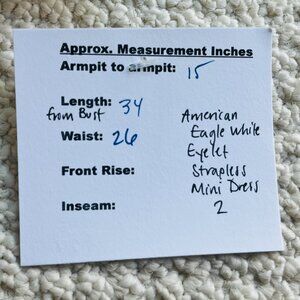 Approx. Measurement Inches
Armpit to armpit: 15
Length: 34
from Bust
Waist: 26
Front Rise:
Inseam:
American
Eagle White
Eyelet
Strapless
Mini Dress
2